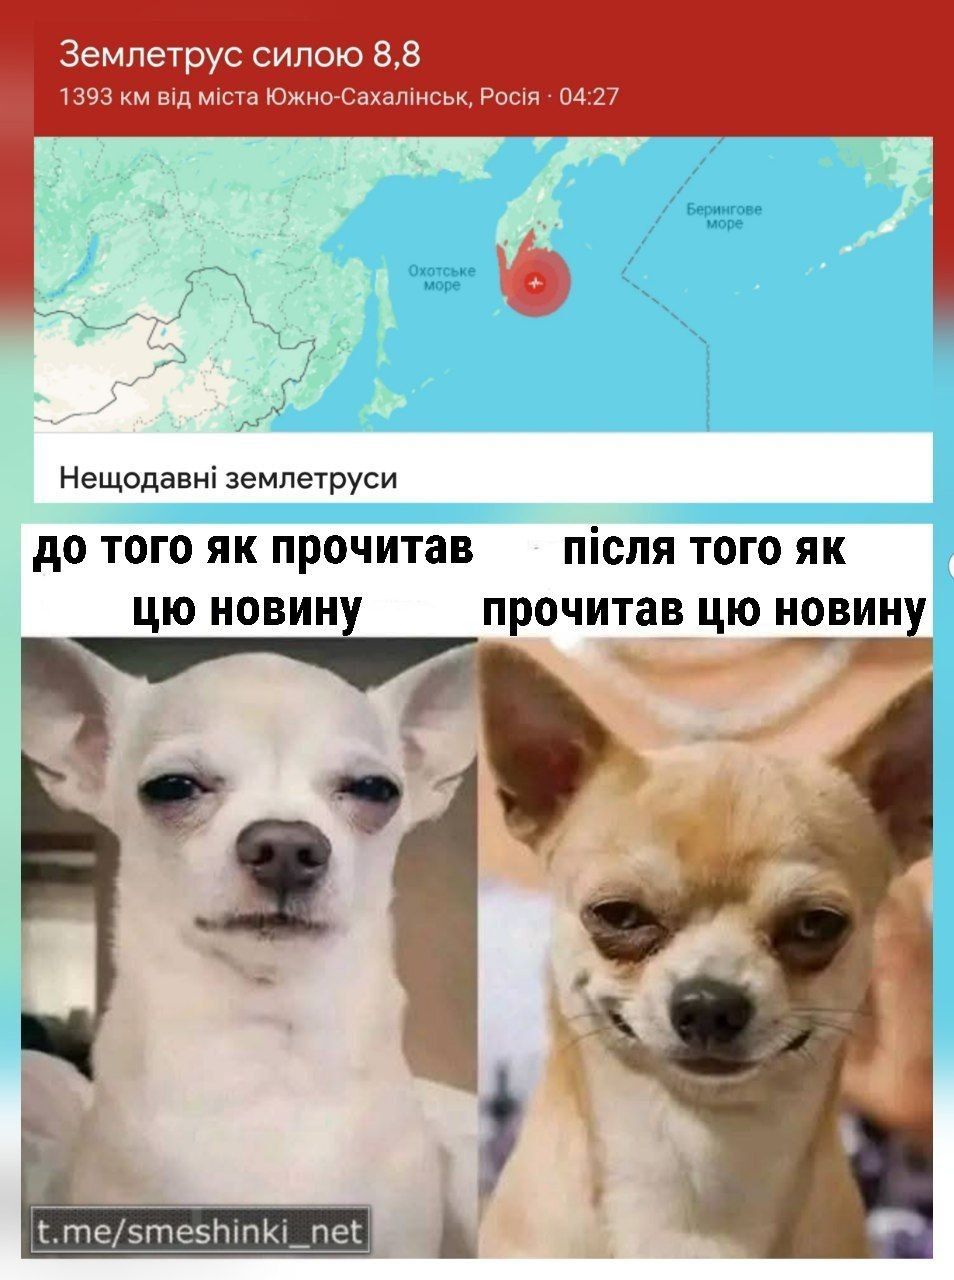 Землетрус силою 8,8
1393 км від міста Южно-Сахалінськ, Росія · 04:27
Берингове
море
Охотське
море
Нещодавні землетруси
до того як прочитав
цю новину
після того як
прочитав цю новину
t.me/smeshinki_net